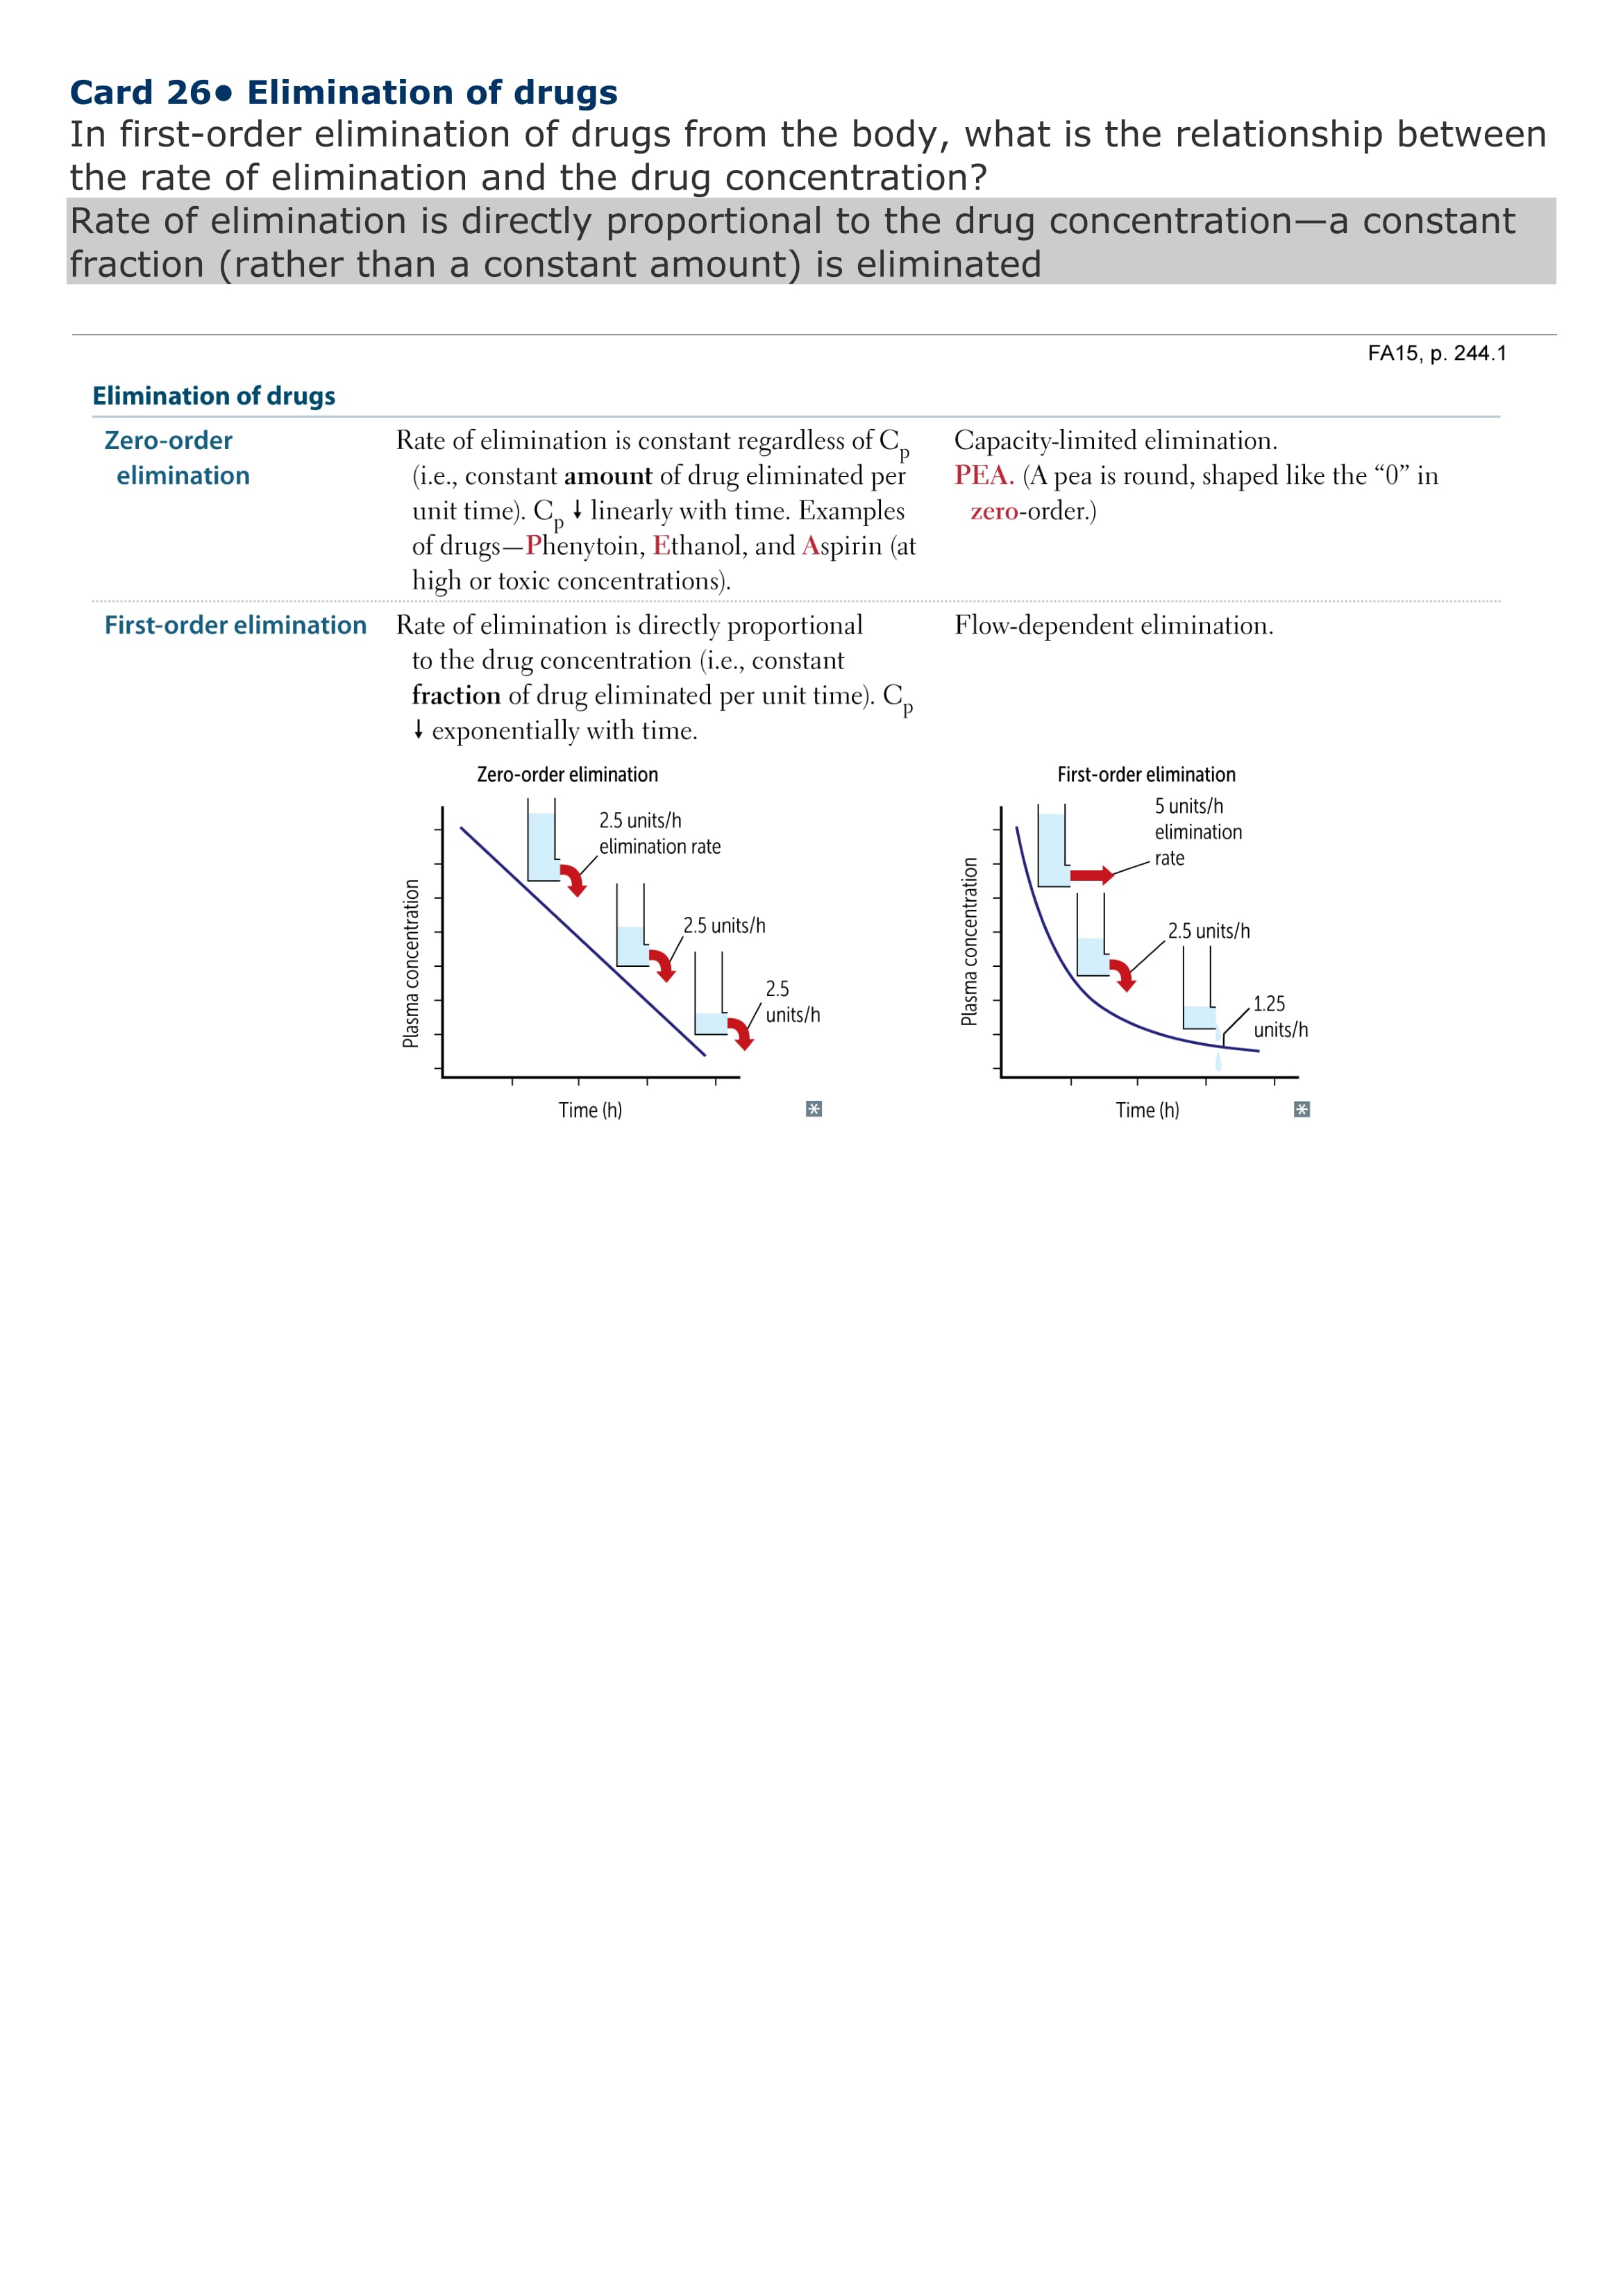 Card 26● Elimination of drugs
In first-order elimination of drugs from the body, what is the relationship between
the rate of elimination and the drug concentration?
Rate of elimination is directly proportional to the drug concentration—a constant
fraction (rather than a constant amount) is eliminated
FA15, p. 244.1
Elimination of drugs
Zero-order
elimination
Rate of elimination is constant regardless of Cp
(i.e., constant amount of drug eliminated per
unit time). Cp ↓ linearly with time. Examples
of drugs—Phenytoin, Ethanol, and Aspirin (at
high or toxic concentrations).
Capacity-limited elimination.
PEA. (A pea is round, shaped like the “0” in
zero-order.)
First-order elimination
Rate of elimination is directly proportional
to the drug concentration (i.e., constant
fraction of drug eliminated per unit time). Cp
↓ exponentially with time.
Flow-dependent elimination.
Zero-order elimination
Plasma concentration
2.5 units/h
elimination rate
2.5 units/h
2.5
units/h
Time (h)
First-order elimination
Plasma concentration
5 units/h
elimination
rate
2.5 units/h
1.25
units/h
Time (h)